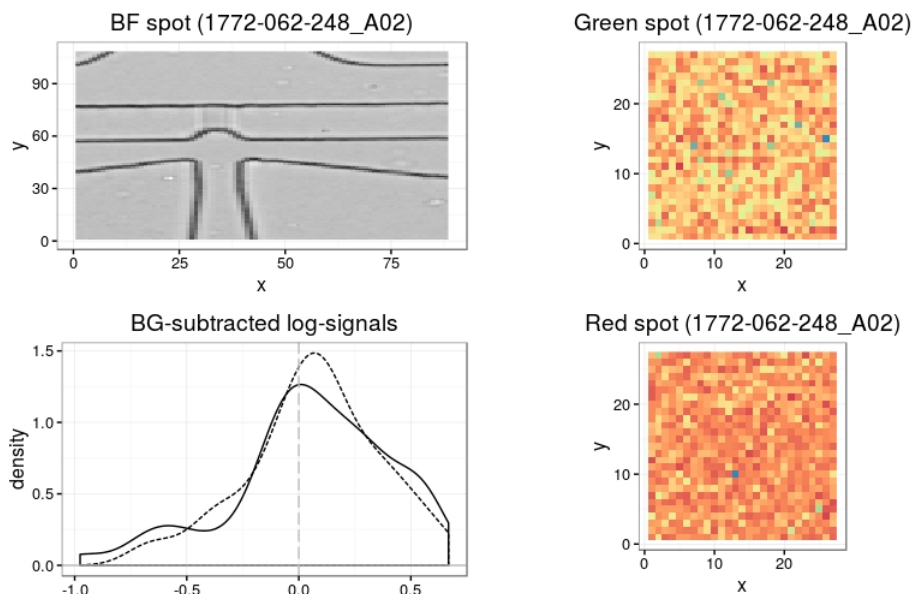 BF spot (1772-062-248_A02)
y
90
60
30
0
0
25
50
75
x
Green spot (1772-062-248_A02)
y
20
10
0
0
10
20
x
BG-subtracted log-signals
density
1.5
1.0
0.5
0.0
-1.0
-0.5
0.0
0.5
Red spot (1772-062-248_A02)
y
20
10
0
0
10
20
x